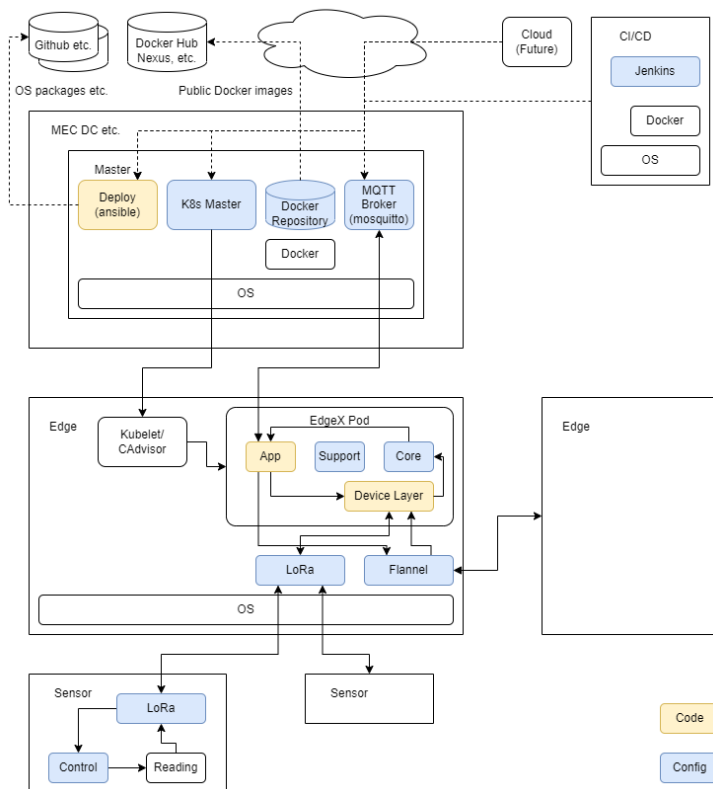 Github etc.
Docker Hub
Nexus, etc.
Cloud
(Future)
CI/CD
Jenkins
Docker
OS
OS packages etc.
Public Docker images
MEC DC etc.
Master
Deploy
(ansible)
K8s Master
Docker
Repository
MQTT
Broker
(mosquitto)
Docker
OS
Edge
Kubelet/
CAdvisor
EdgeX Pod
App
Support
Core
Device Layer
LoRa
Flannel
OS
Edge
Sensor
LoRa
Control
Reading
Sensor
Code
Config